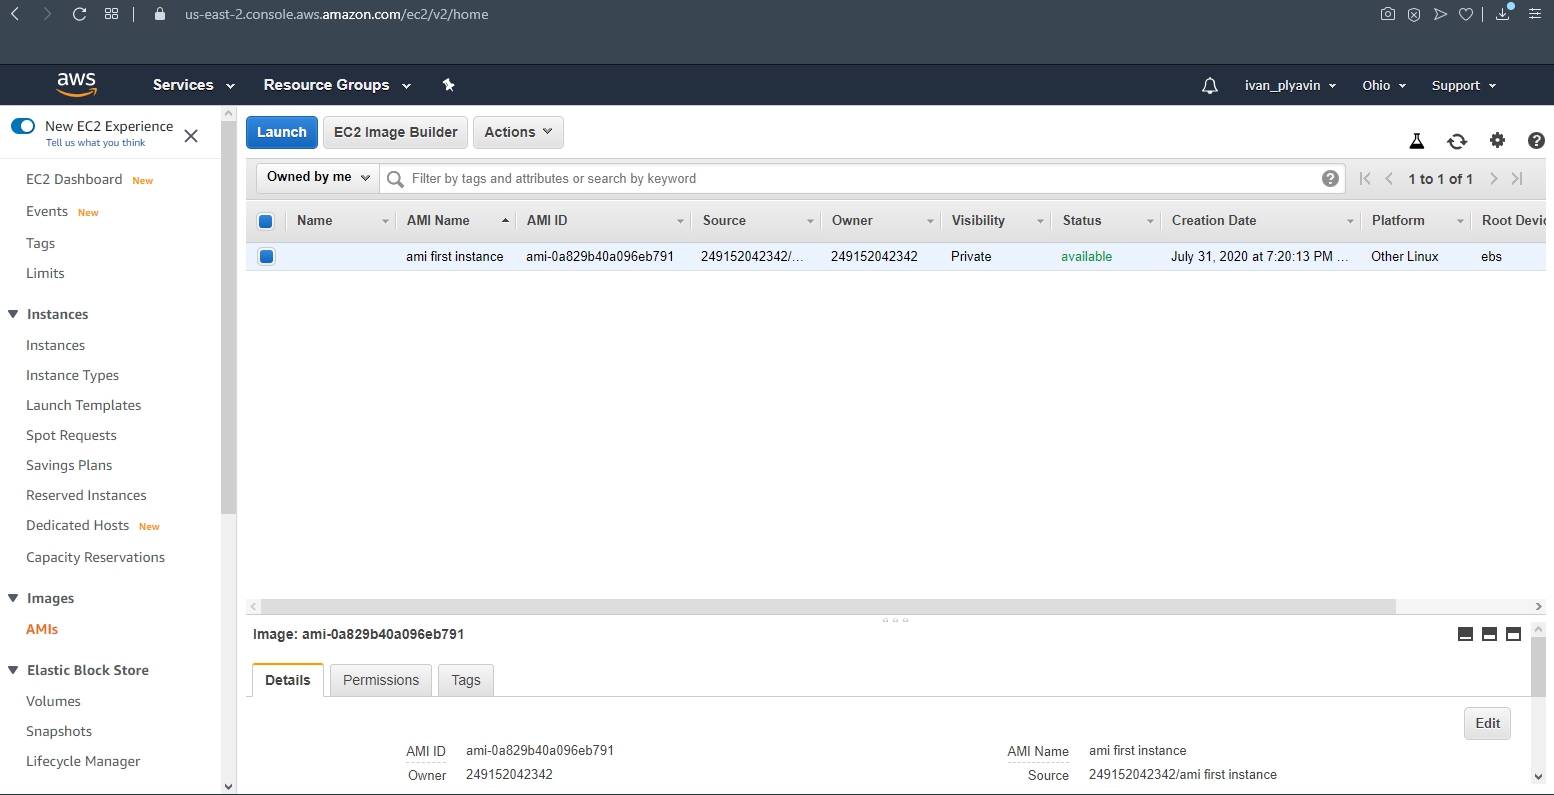 us-east-2.console.aws.amazon.com/ec2/v2/home
aws Services Resource Groups ivan_plyavin Ohio Support
New EC2 Experience
Tell us what you think
EC2 Dashboard New
Events New
Tags
Limits
Instances
Instances
Instance Types
Launch Templates
Spot Requests
Savings Plans
Reserved Instances
Dedicated Hosts New
Capacity Reservations
Images
AMIs
Elastic Block Store
Volumes
Snapshots
Lifecycle Manager
Launch EC2 Image Builder Actions
Owned by me Filter by tags and attributes or search by keyword 1 to 1 of 1
Name AMI Name AMI ID Source Owner Visibility Status Creation Date Platform Root Devic
ami first instance ami-0a829b40a096eb791 249152042342/... 249152042342 Private available July 31, 2020 at 7:20:13 PM ... Other Linux ebs
Image: ami-0a829b40a096eb791
Details Permissions Tags
Edit
AMI ID ami-0a829b40a096eb791 AMI Name ami first instance
Owner 249152042342 Source 249152042342/ami first instance